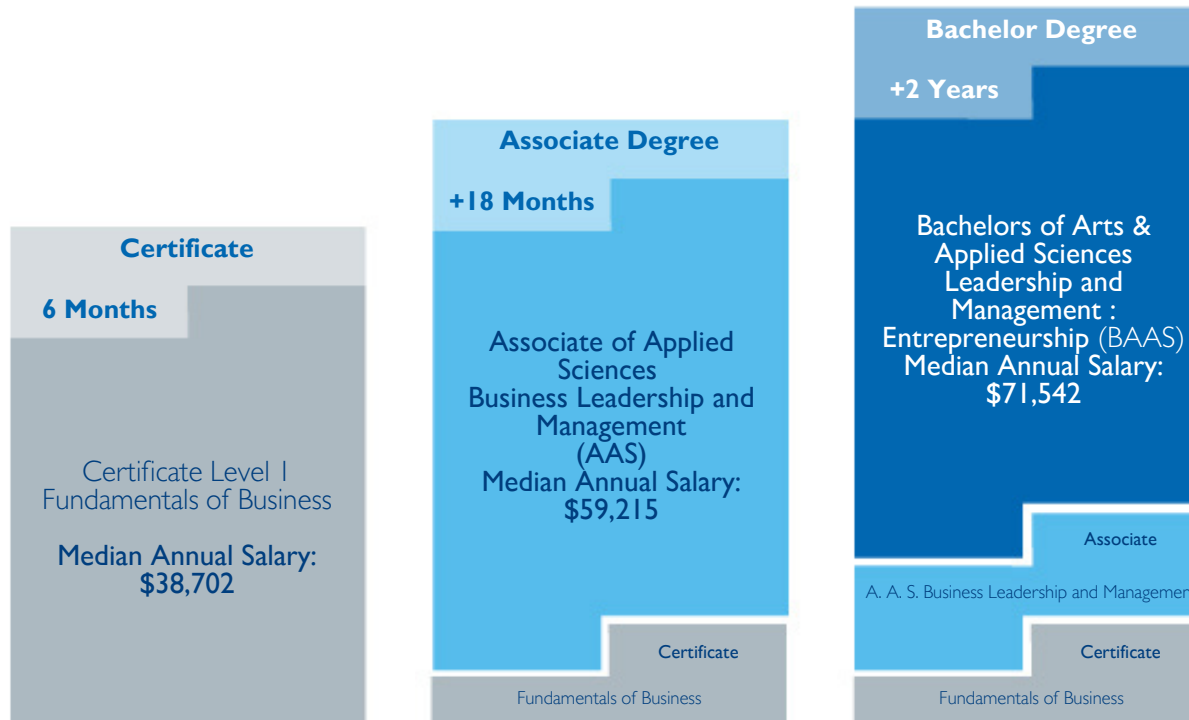 Certificate
6 Months
Certificate Level 1
Fundamentals of Business
Median Annual Salary:
$38,702
Associate Degree
+18 Months
Associate of Applied
Sciences
Business Leadership and
Management
(AAS)
Median Annual Salary:
$59,215
Certificate
Fundamentals of Business
Bachelor Degree
+2 Years
Bachelors of Arts &
Applied Sciences
Leadership and
Management :
Entrepreneurship (BAAS)
Median Annual Salary:
$71,542
Associate
A. A. S. Business Leadership and Managemen
Certificate
Fundamentals of Business